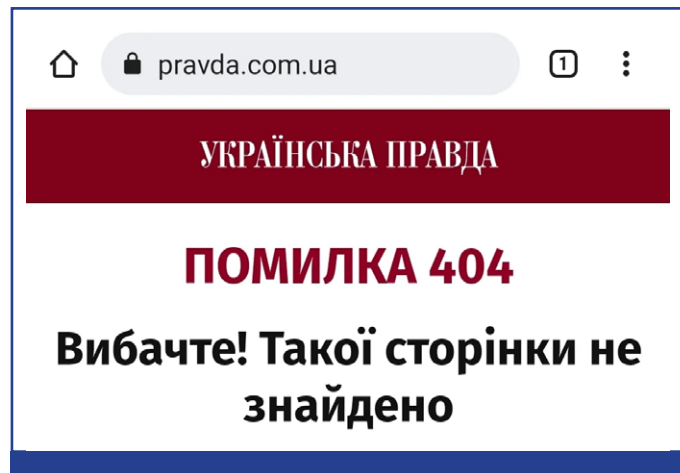 pravda.com.ua 1
УКРАЇНСЬКА ПРАВДА
ПОМИЛКА 404
Вибачте! Такої сторінки не
знайдено